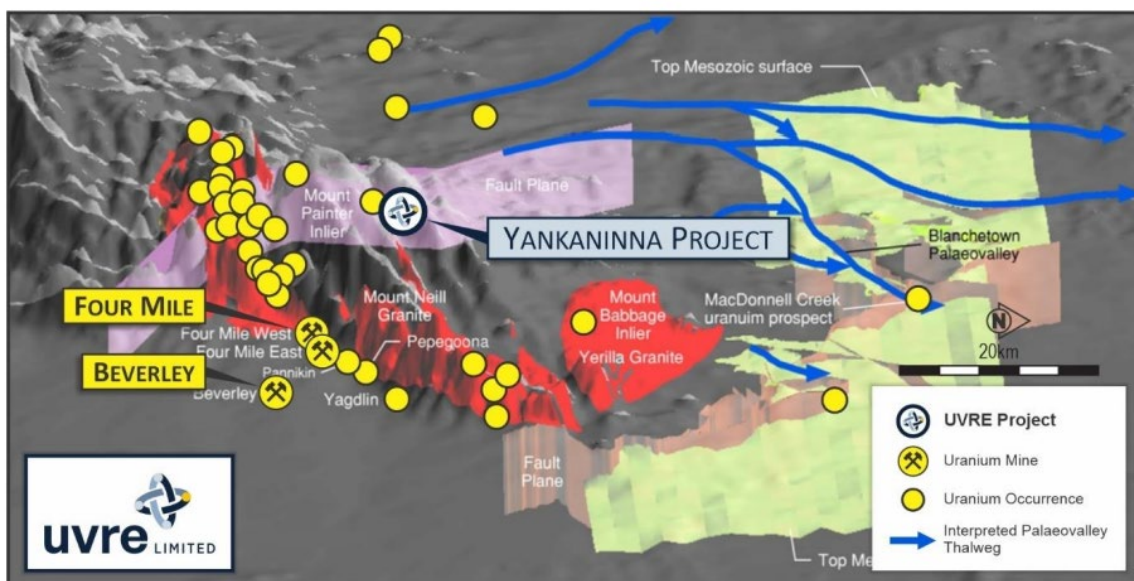 Top Mesozoic surface
Fault Plane
Mount
Painter
Inlier
YANKANINNA PROJECT
Blanchetown
Palaeovalley
FOUR MILE
Mount Neill
Granite
Mount
Babbage
Inlier
MacDonnell Creek
uranuim prospect
Four Mile West
Four Mile East
Pepegoona
Yerilla Granite
N
20km
BEVERLEY
Pannikin
Beverley
Yagdlin
Fault
Plane
UVRE Project
Uranium Mine
Uranium Occurrence
Interpreted Palaeovalley
Thalweg
uvre LIMITED
Top Me